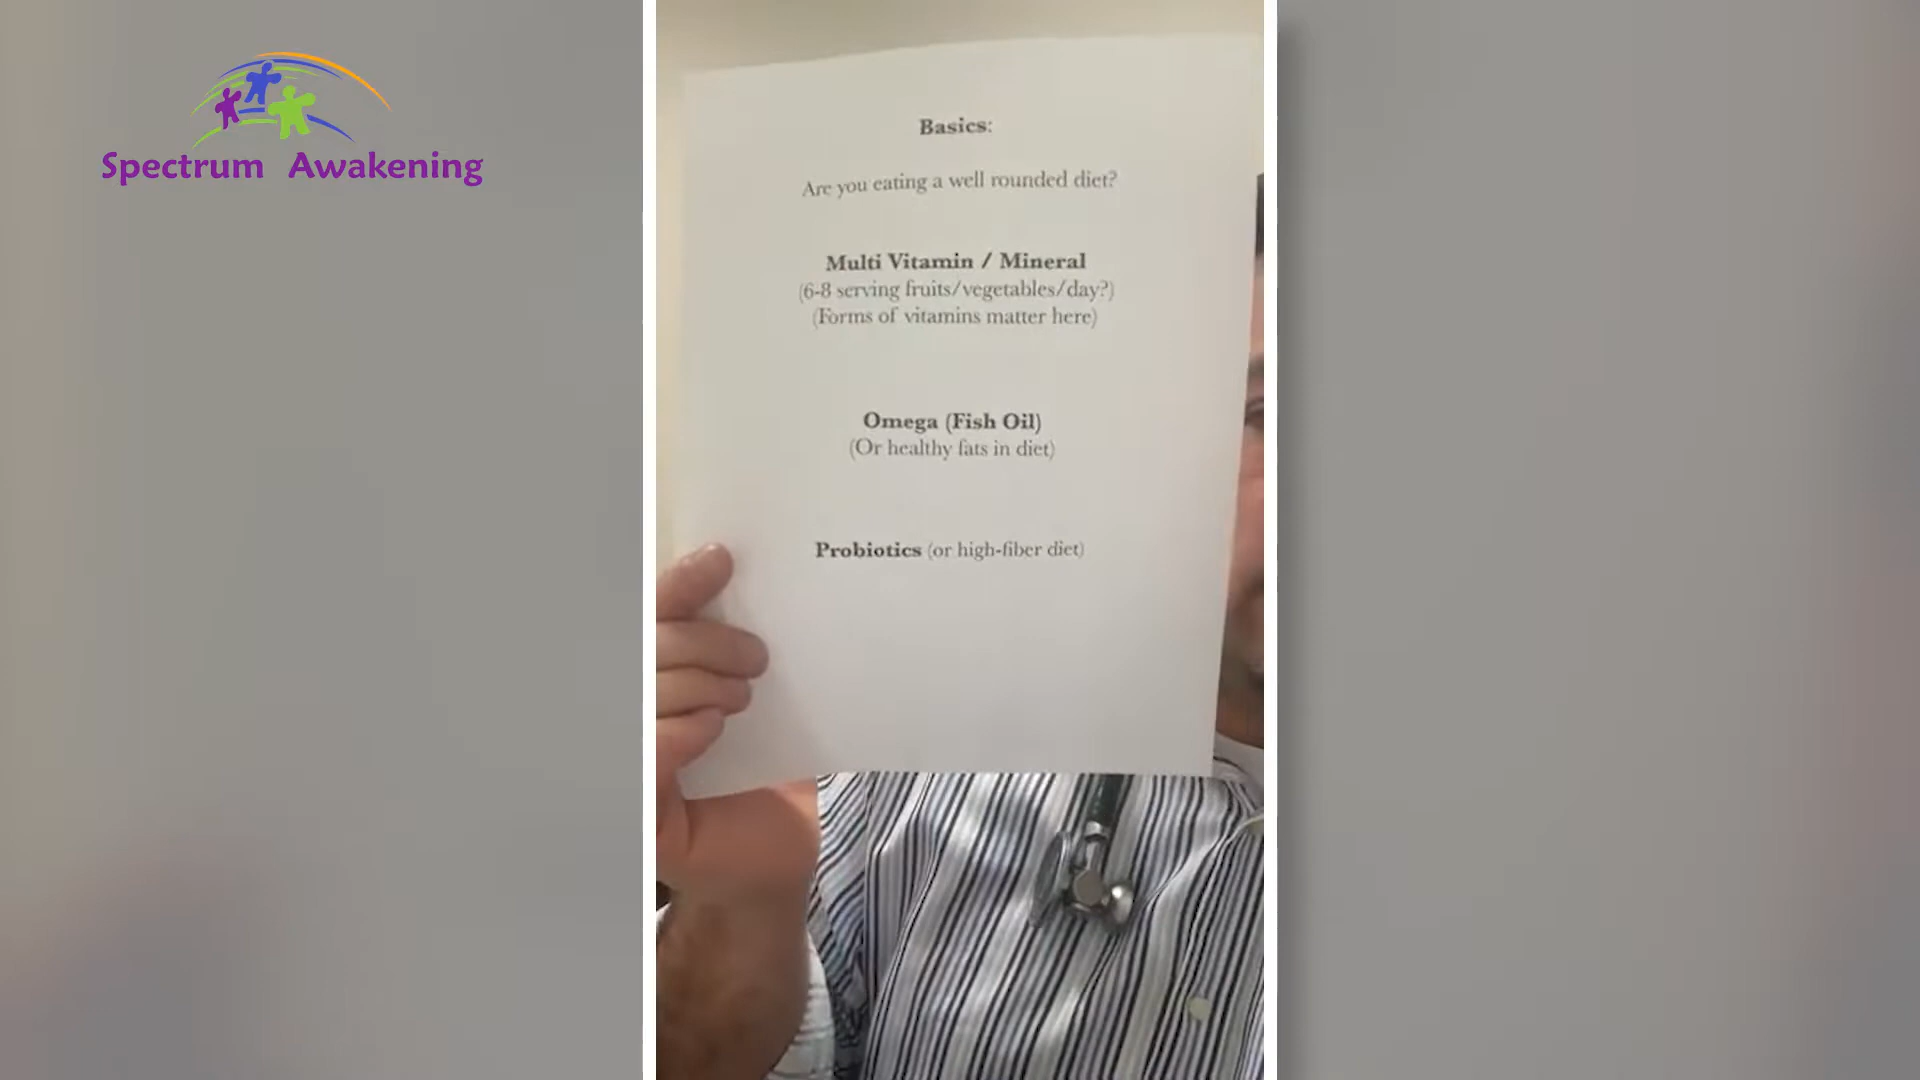 Spectrum Awakening
Basics:
Are you eating a well rounded diet?
Multi Vitamin / Mineral
(6-8 serving fruits/vegetables/day?)
(Forms of vitamins matter here)
Omega (Fish Oil)
(Or healthy fats in diet)
Probiotics (or high-fiber diet)